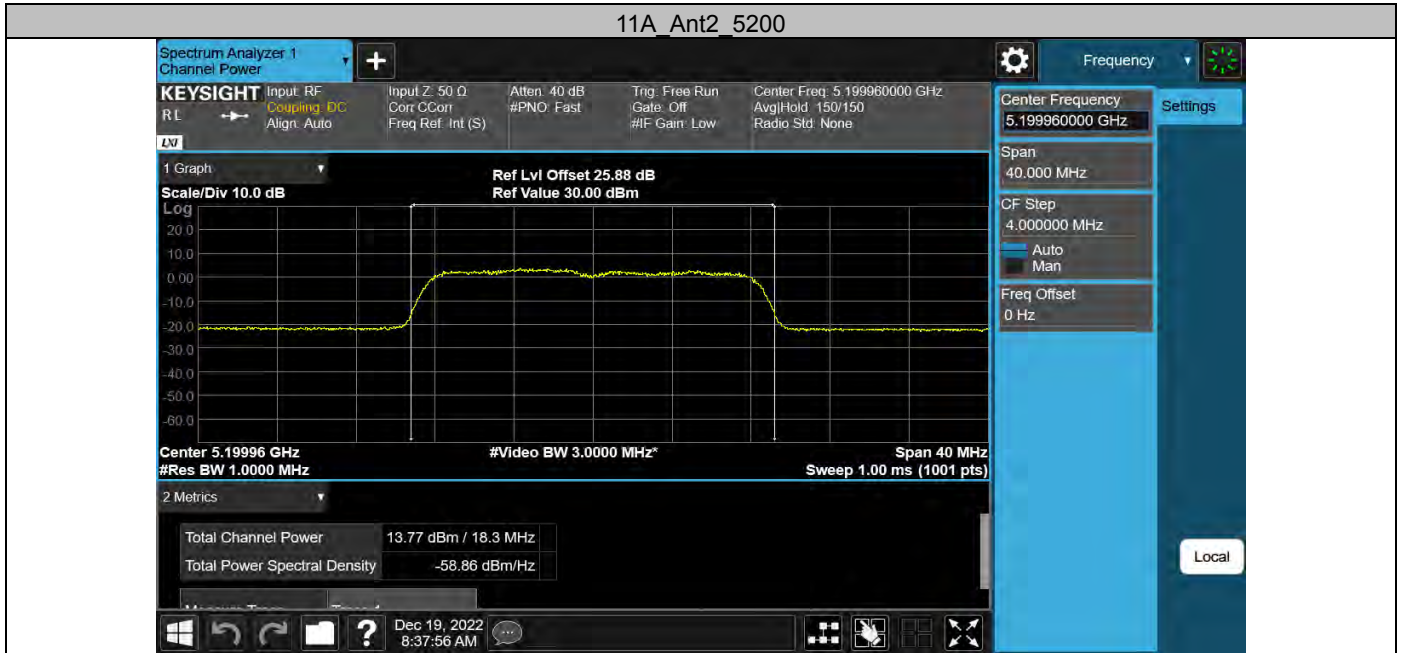 11A_Ant2_5200
Spectrum Analyzer 1
Channel Power
+
Frequency
KEYSIGHT
RL
LXI
Input: RF
Coupling: DC
Align: Auto
Input Z: 50 Ω
Corr CCorr
Freq Ref: Int (S)
Atten: 40 dB
#PNO: Fast
Trig: Free Run
Gate: Off
#IF Gain: Low
Center Freq: 5.199960000 GHz
Avg|Hold: 150/150
Radio Std: None
Center Frequency
5.199960000 GHz
Settings
Span
40.000 MHz
CF Step
4.000000 MHz
Auto
Man
Freq Offset
0 Hz
Local
1 Graph
Scale/Div 10.0 dB
Ref Lvl Offset 25.88 dB
Ref Value 30.00 dBm
Log
20.0
10.0
0.00
-10.0
-20.0
-30.0
-40.0
-50.0
-60.0
Center 5.19996 GHz
#Video BW 3.0000 MHz*
Span 40 MHz
#Res BW 1.0000 MHz
Sweep 1.00 ms (1001 pts)
2 Metrics
Total Channel Power 13.77 dBm / 18.3 MHz
Total Power Spectral Density -58.86 dBm/Hz
?
Dec 19, 2022
8:37:56 AM